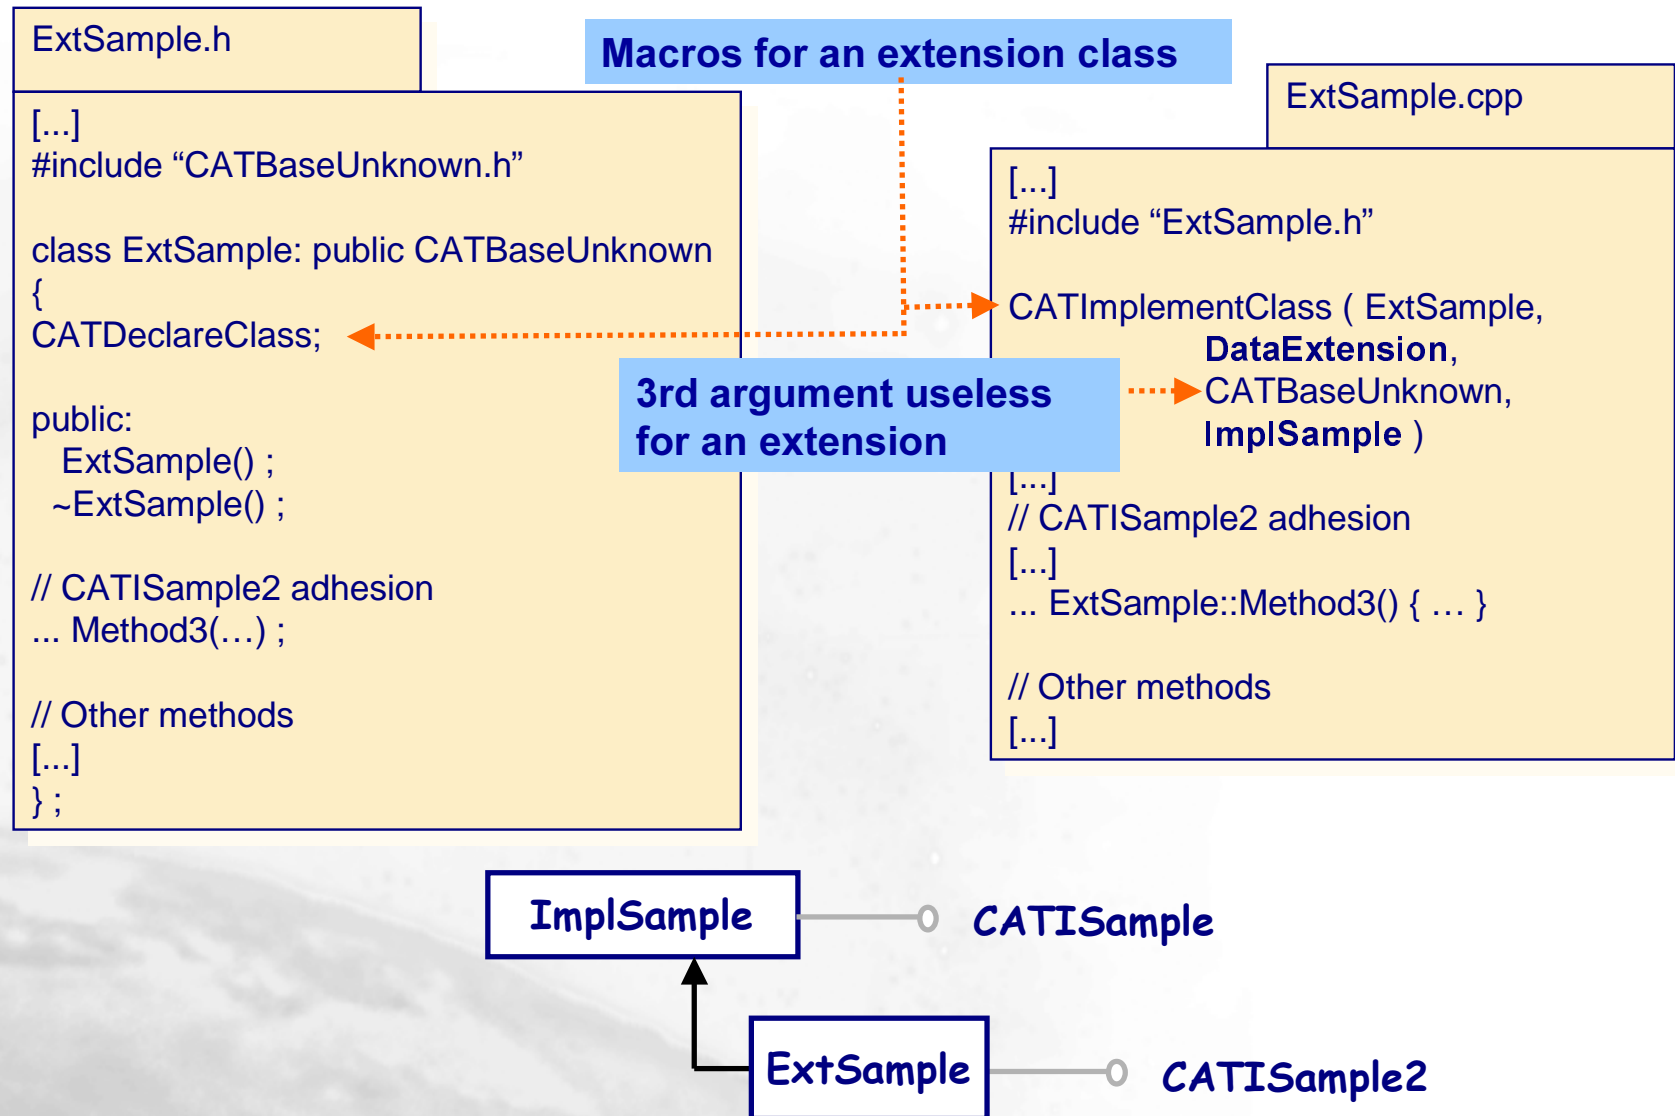 ExtSample.h
[...]
#include “CATBaseUnknown.h”
class ExtSample: public CATBaseUnknown
{
CATDeclareClass;
public:
ExtSample() ;
~ExtSample() ;
// CATISample2 adhesion
... Method3(…) ;
// Other methods
[...]
} ;
Macros for an extension class
3rd argument useless
for an extension
ExtSample.cpp
[...]
#include “ExtSample.h”
CATImplementClass ( ExtSample,
DataExtension,
CATBaseUnknown,
ImplSample )
[...]
// CATISample2 adhesion
[...]
... ExtSample::Method3() { … }
// Other methods
[...]
ImplSample
CATISample
ExtSample
CATISample2